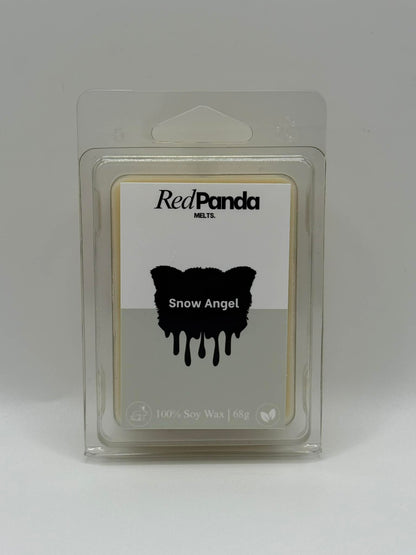 RedPanda
MELTS.
Snow Angel
100% Soy Wax | 68g